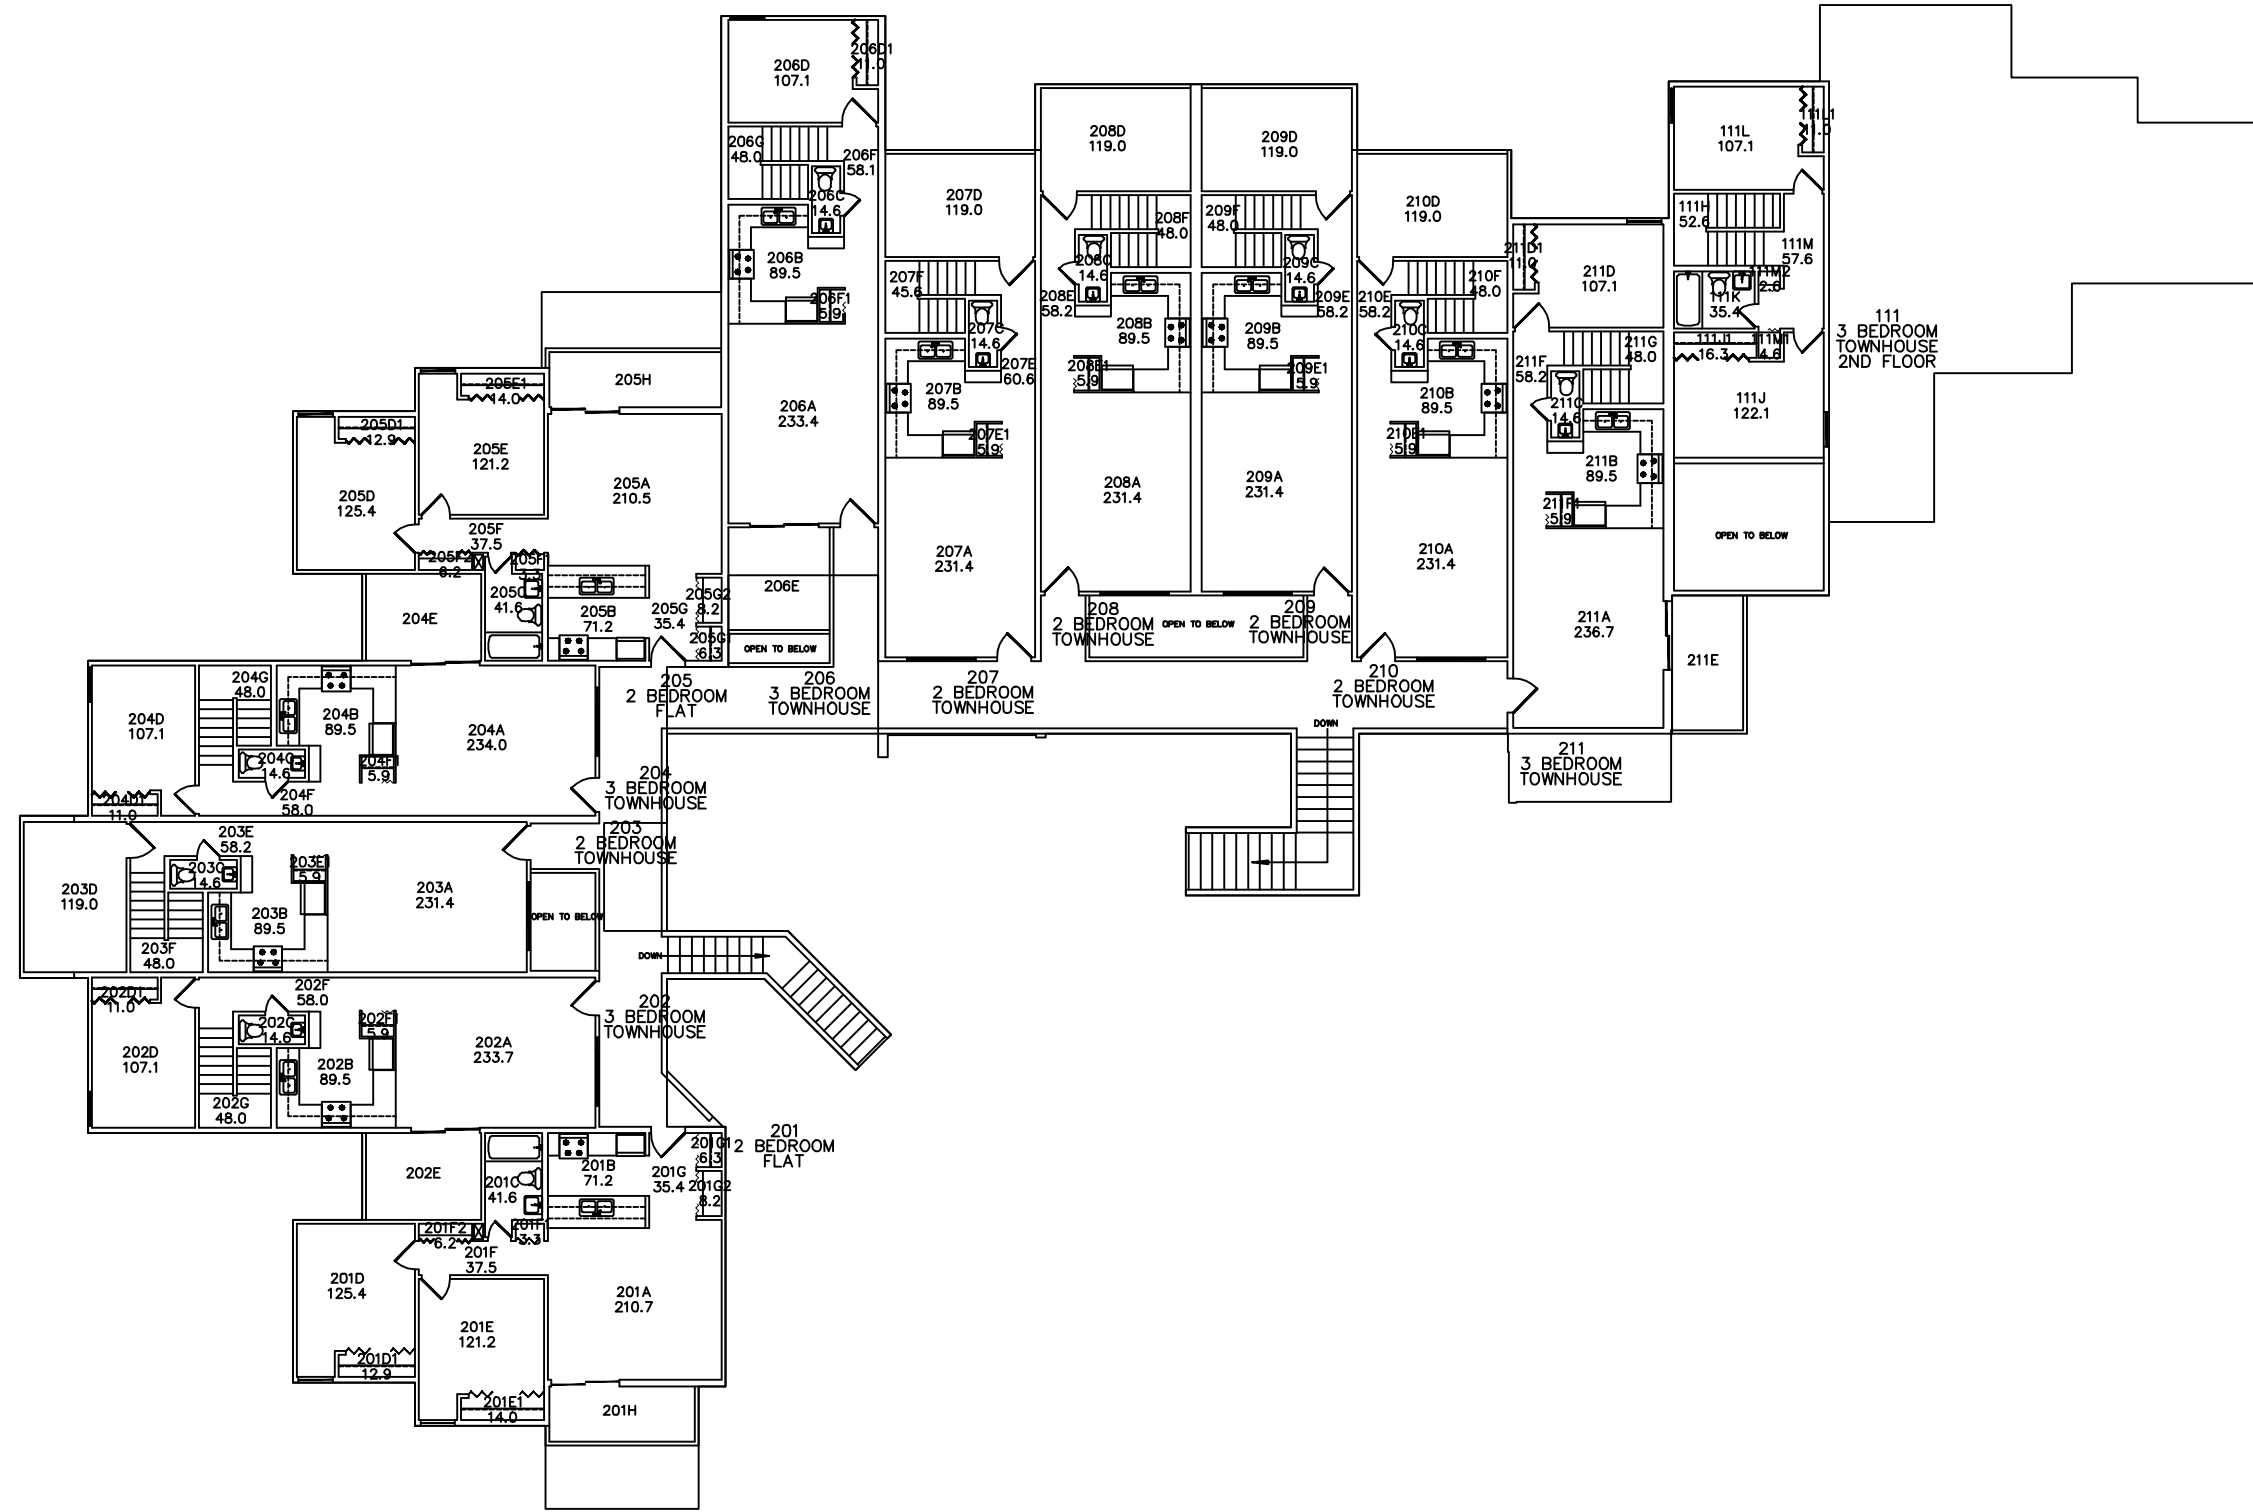 206D
107.1
206D1
11.0
206G
48.0
206F
58.1
206C
14.6
206B
89.5
206F1
5.9
206A
233.4
206E
OPEN TO BELOW
206
3 BEDROOM
TOWNHOUSE
207D
119.0
207F
45.6
207C
14.6
207E
60.6
207B
89.5
207E1
5.9
207A
231.4
207
2 BEDROOM
TOWNHOUSE
208D
119.0
208F
48.0
208C
14.6
208E
58.2
208B
89.5
208E1
5.9
208A
231.4
208
2 BEDROOM
TOWNHOUSE
OPEN TO BELOW
209D
119.0
209F
48.0
209C
14.6
209E
58.2
209B
89.5
209E1
5.9
209A
231.4
209
2 BEDROOM
TOWNHOUSE
210D
119.0
210F
48.0
210E
58.2
210C
14.6
210B
89.5
210E1
5.9
210A
231.4
210
2 BEDROOM
TOWNHOUSE
DOWN
211D1
11.0
211D
107.1
211G
48.0
211F
58.2
211C
14.6
211B
89.5
211F1
5.9
211A
236.7
211E
211
3 BEDROOM
TOWNHOUSE
111L
107.1
111L1
11.0
111H
52.6
111M
57.6
111M2
2.6
111K
35.4
111J1
16.3
111M1
4.6
111J
122.1
OPEN TO BELOW
111
3 BEDROOM
TOWNHOUSE
2ND FLOOR
205H
205E1
14.0
205D1
12.9
205E
121.2
205D
125.4
205A
210.5
205F
37.5
205F2
6.2
205F1
3.3
205C
41.6
205B
71.2
205G
35.4
205G2
8.2
205G1
6.3
205
2 BEDROOM
FLAT
204E
204G
48.0
204D
107.1
204B
89.5
204A
234.0
204C
14.6
204F1
5.9
204D1
11.0
204F
58.0
204
3 BEDROOM
TOWNHOUSE
203E
58.2
203C
14.6
203E1
5.9
203D
119.0
203B
89.5
203A
231.4
203F
48.0
OPEN TO BELOW
203
2 BEDROOM
TOWNHOUSE
DOWN
202D1
11.0
202F
58.0
202C
14.6
202F1
5.9
202D
107.1
202B
89.5
202A
233.7
202G
48.0
202
3 BEDROOM
TOWNHOUSE
202E
201
2 BEDROOM
FLAT
201G1
6.3
201B
71.2
201G
35.4
201G2
8.2
201C
41.6
201F2
6.2
201F1
3.3
201F
37.5
201D
125.4
201A
210.7
201E
121.2
201D1
12.9
201E1
14.0
201H